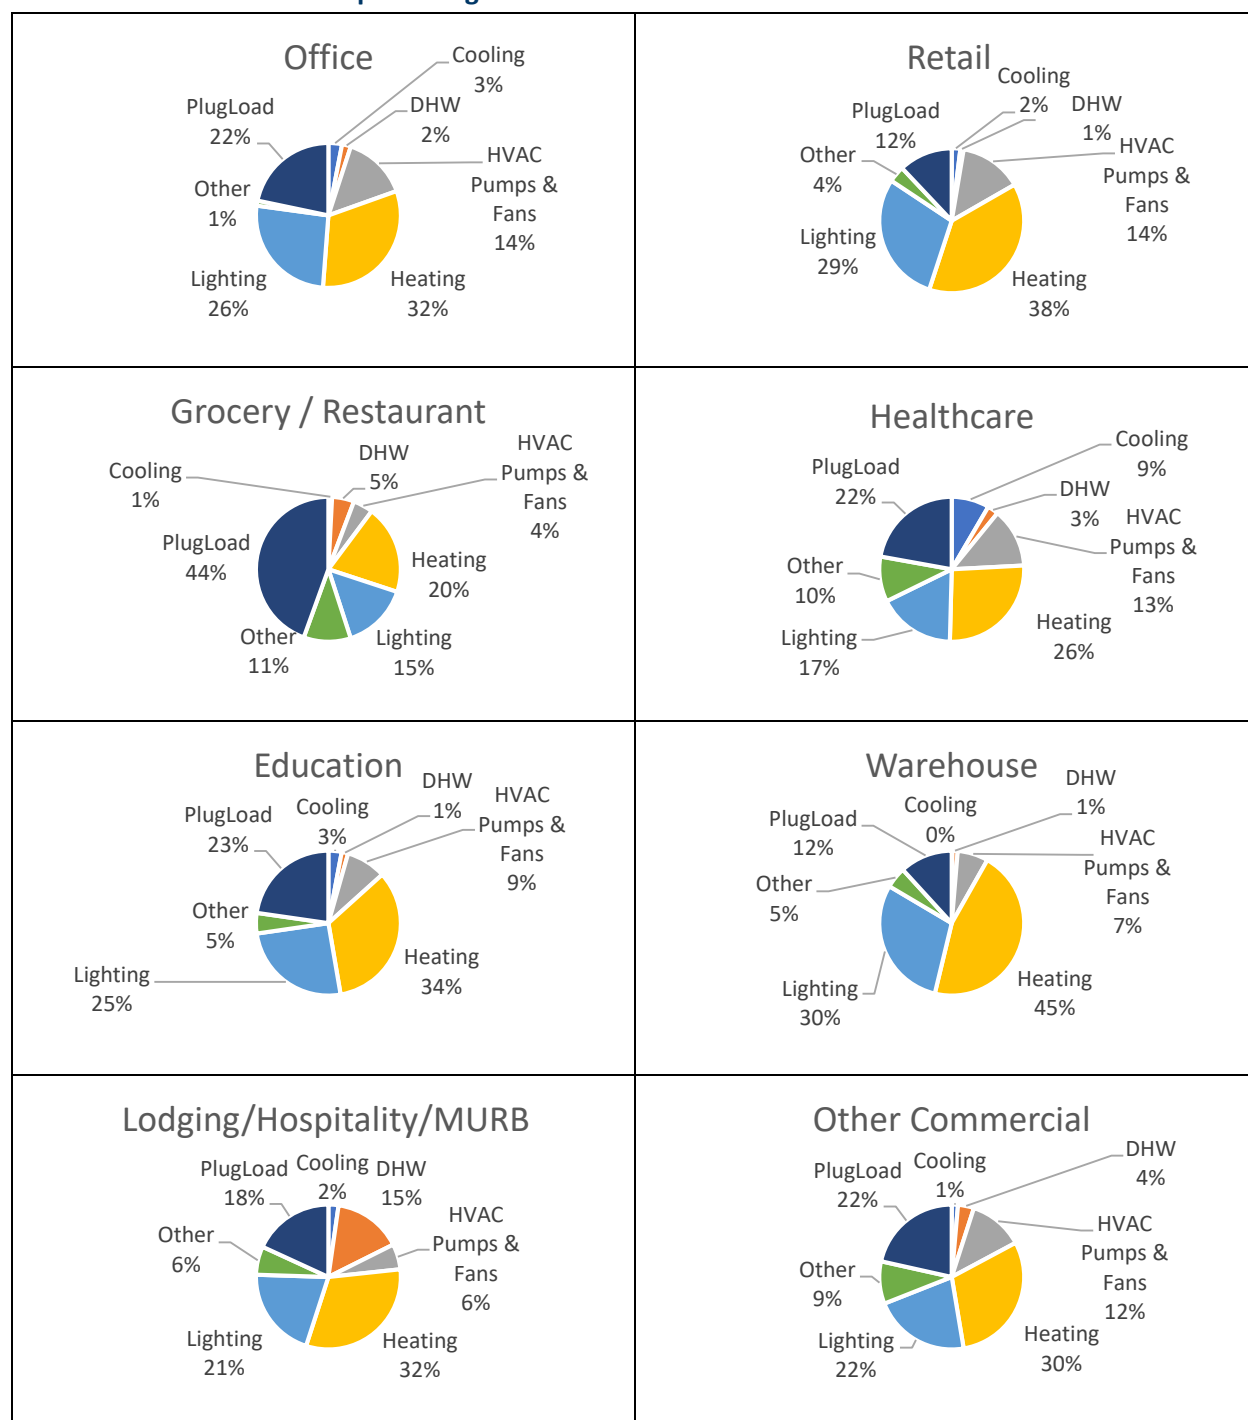 Office
Cooling
3%
DHW
2%
HVAC
Pumps &
Fans
14%
Heating
32%
Lighting
26%
Other
1%
PlugLoad
22%
Retail
Cooling
2%
DHW
1%
HVAC
Pumps &
Fans
14%
Heating
38%
Lighting
29%
Other
4%
PlugLoad
12%
Grocery / Restaurant
Cooling
1%
DHW
5%
HVAC
Pumps &
Fans
4%
Heating
20%
Lighting
15%
Other
11%
PlugLoad
44%
Healthcare
Cooling
9%
DHW
3%
HVAC
Pumps &
Fans
13%
Heating
26%
Lighting
17%
Other
10%
PlugLoad
22%
Education
Cooling
3%
DHW
1%
HVAC
Pumps &
Fans
9%
Heating
34%
Lighting
25%
Other
5%
PlugLoad
23%
Warehouse
Cooling
0%
DHW
1%
HVAC
Pumps &
Fans
7%
Heating
45%
Lighting
30%
Other
5%
PlugLoad
12%
Lodging/Hospitality/MURB
Cooling
2%
DHW
15%
HVAC
Pumps &
Fans
6%
Heating
32%
Lighting
21%
Other
6%
PlugLoad
18%
Other Commercial
Cooling
1%
DHW
4%
HVAC
Pumps &
Fans
12%
Heating
30%
Lighting
22%
Other
9%
PlugLoad
22%